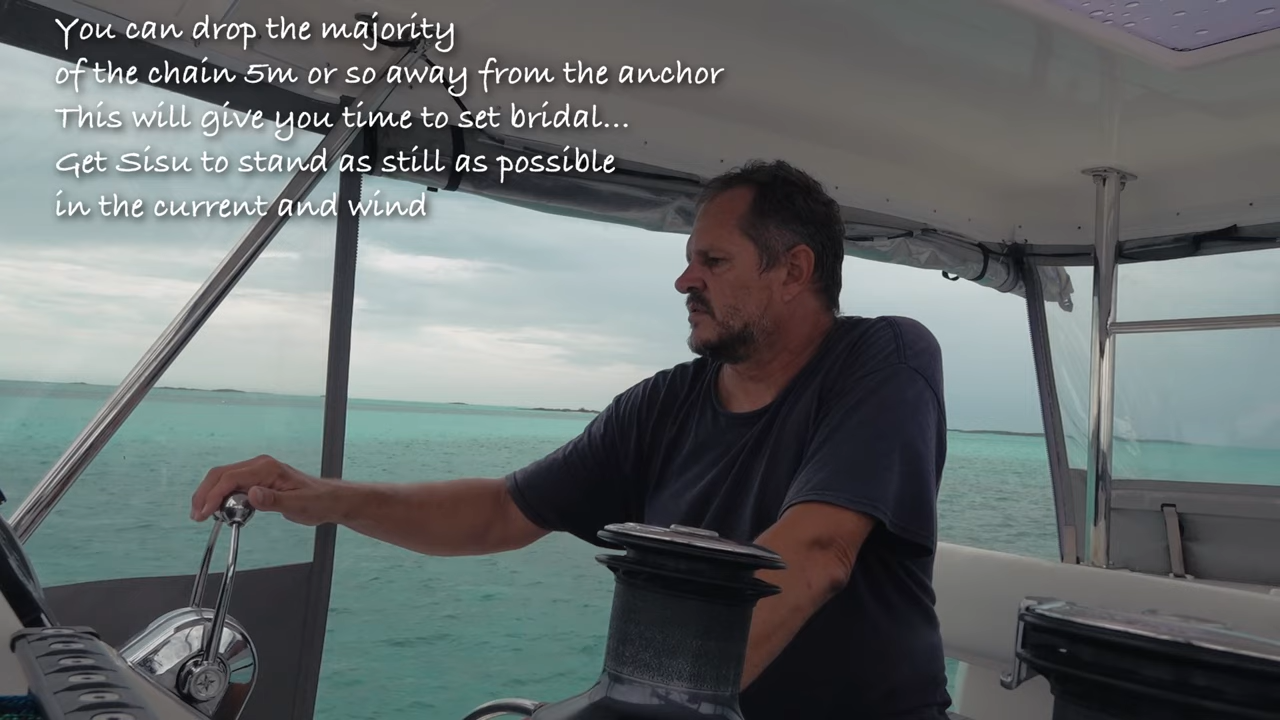 You can drop the majority
of the chain 5m or so away from the anchor
This will give you time to set bridal...
Get Sisu to stand as still as possible
in the current and wind